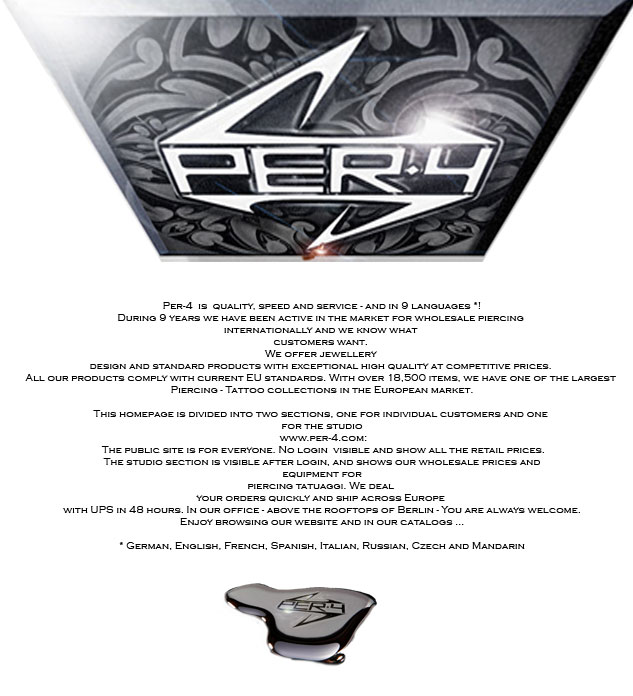 PER·4
Per-4 is quality, speed and service - and in 9 languages *!
During 9 years we have been active in the market for wholesale piercing
internationally and we know what
customers want.
We offer jewellery
design and standard products with exceptional high quality at competitive prices.
All our products comply with current EU standards. With over 18,500 items, we have one of the largest
Piercing - Tattoo collections in the European market.
This homepage is divided into two sections, one for individual customers and one
for the studio
www.per-4.com:
The public site is for everyone. No login visible and show all the retail prices.
The studio section is visible after login, and shows our wholesale prices and
equipment for
piercing tatuaggi. We deal
your orders quickly and ship across Europe
with UPS in 48 hours. In our office - above the rooftops of Berlin - You are always welcome.
Enjoy browsing our website and in our catalogs ...
* German, English, French, Spanish, Italian, Russian, Czech and Mandarin
PER·4